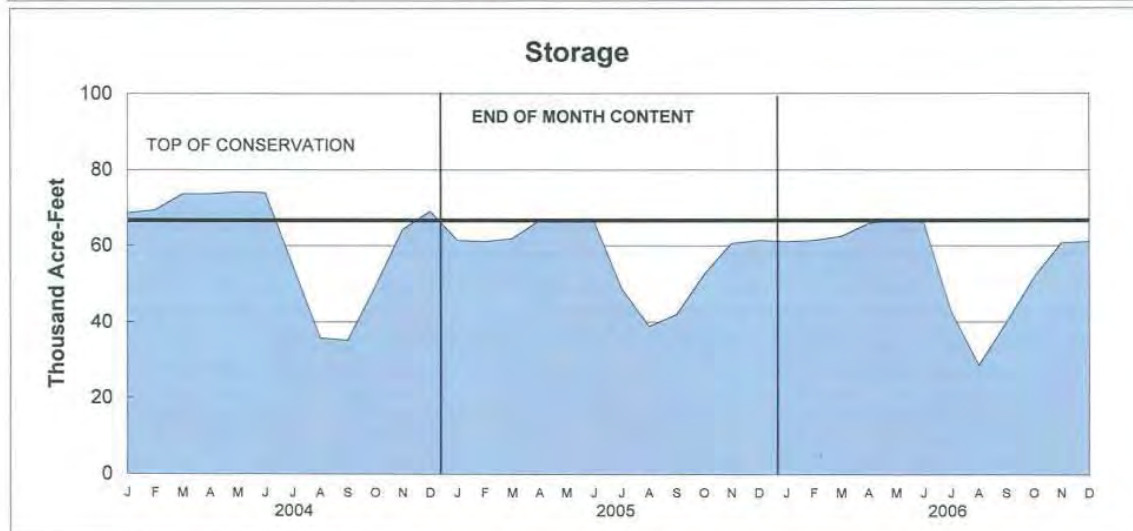 Storage
Thousand Acre-Feet
100
80
60
40
20
0
TOP OF CONSERVATION
END OF MONTH CONTENT
J F M A M J J A S O N D J F M A M J J A S O N D J F M A M J J A S O N D
2004 2005 2006